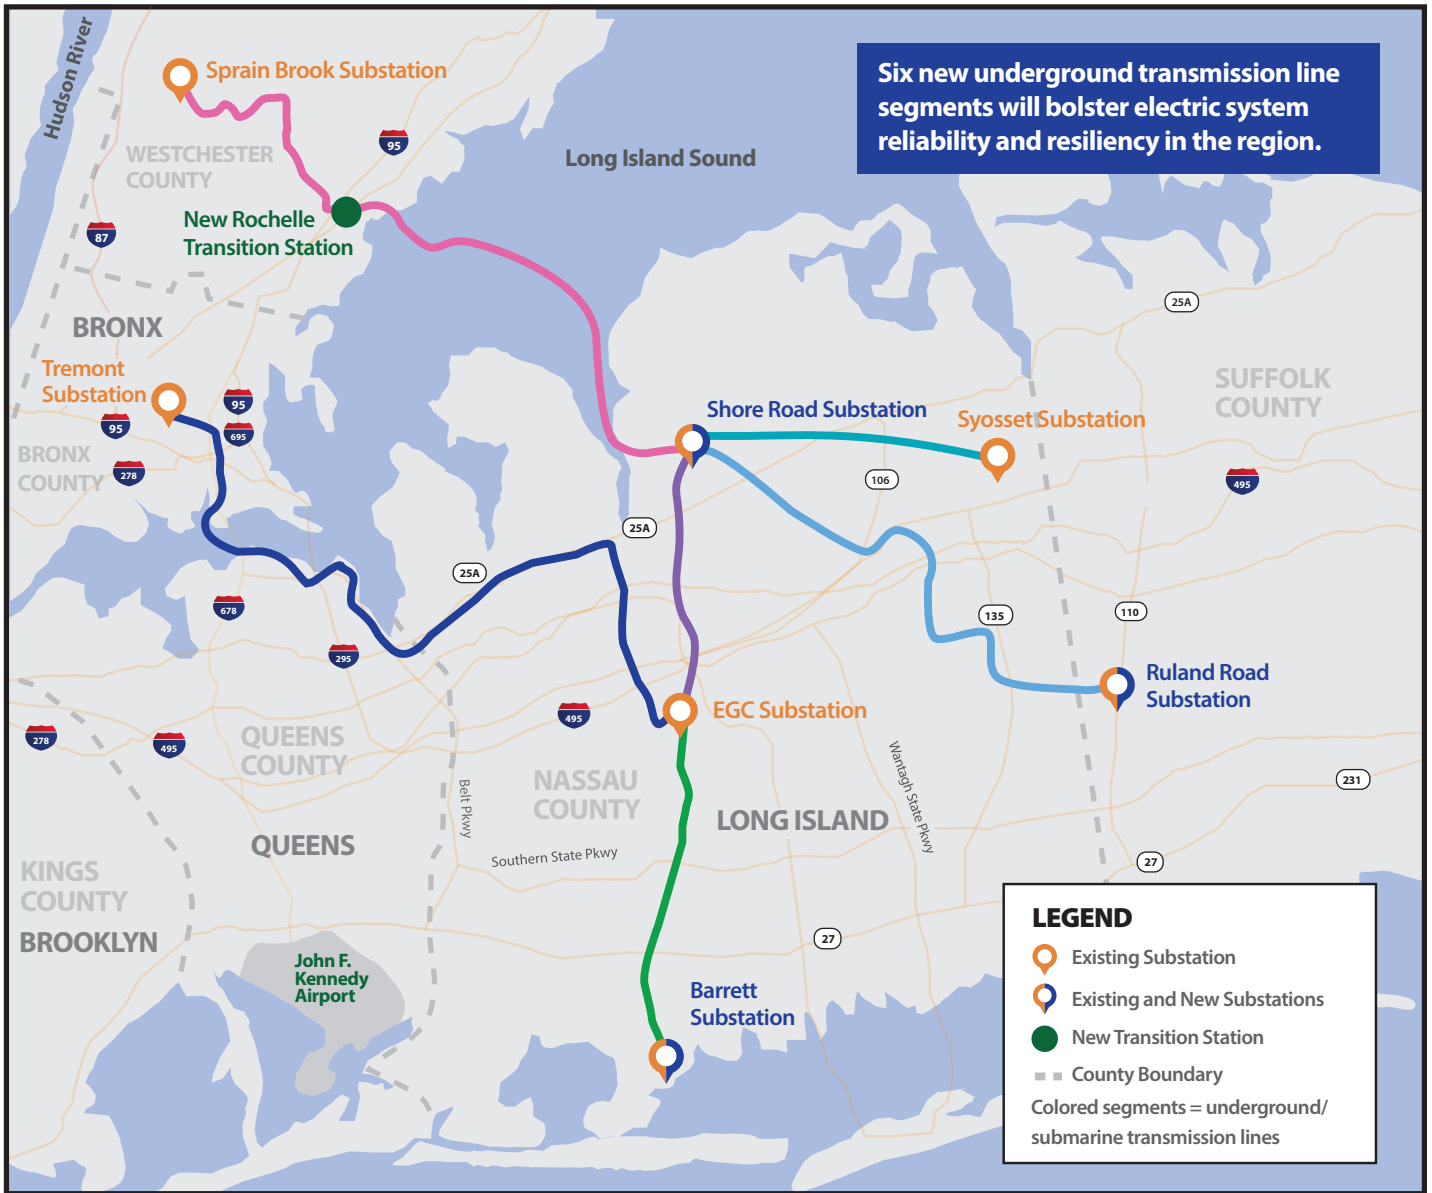 Hudson River
Sprain Brook Substation
Six new underground transmission line
segments will bolster electric system
reliability and resiliency in the region.
95
Long Island Sound
WESTCHESTER
COUNTY
New Rochelle
Transition Station
87
25A
BRONX
Tremont
Substation
95
695
95
BRONX
COUNTY
278
SUFFOLK
COUNTY
Shore Road Substation
Syosset Substation
106
495
25A
25A
678
295
135
110
Ruland Road
Substation
495
EGC Substation
278
495
QUEENS
COUNTY
NASSAU
COUNTY
Belt Pkwy
Wantagh State Pkwy
231
LONG ISLAND
QUEENS
Southern State Pkwy
27
KINGS
COUNTY
BROOKLYN
27
John F.
Kennedy
Airport
Barrett
Substation
LEGEND
Existing Substation
Existing and New Substations
New Transition Station
County Boundary
Colored segments = underground/
submarine transmission lines